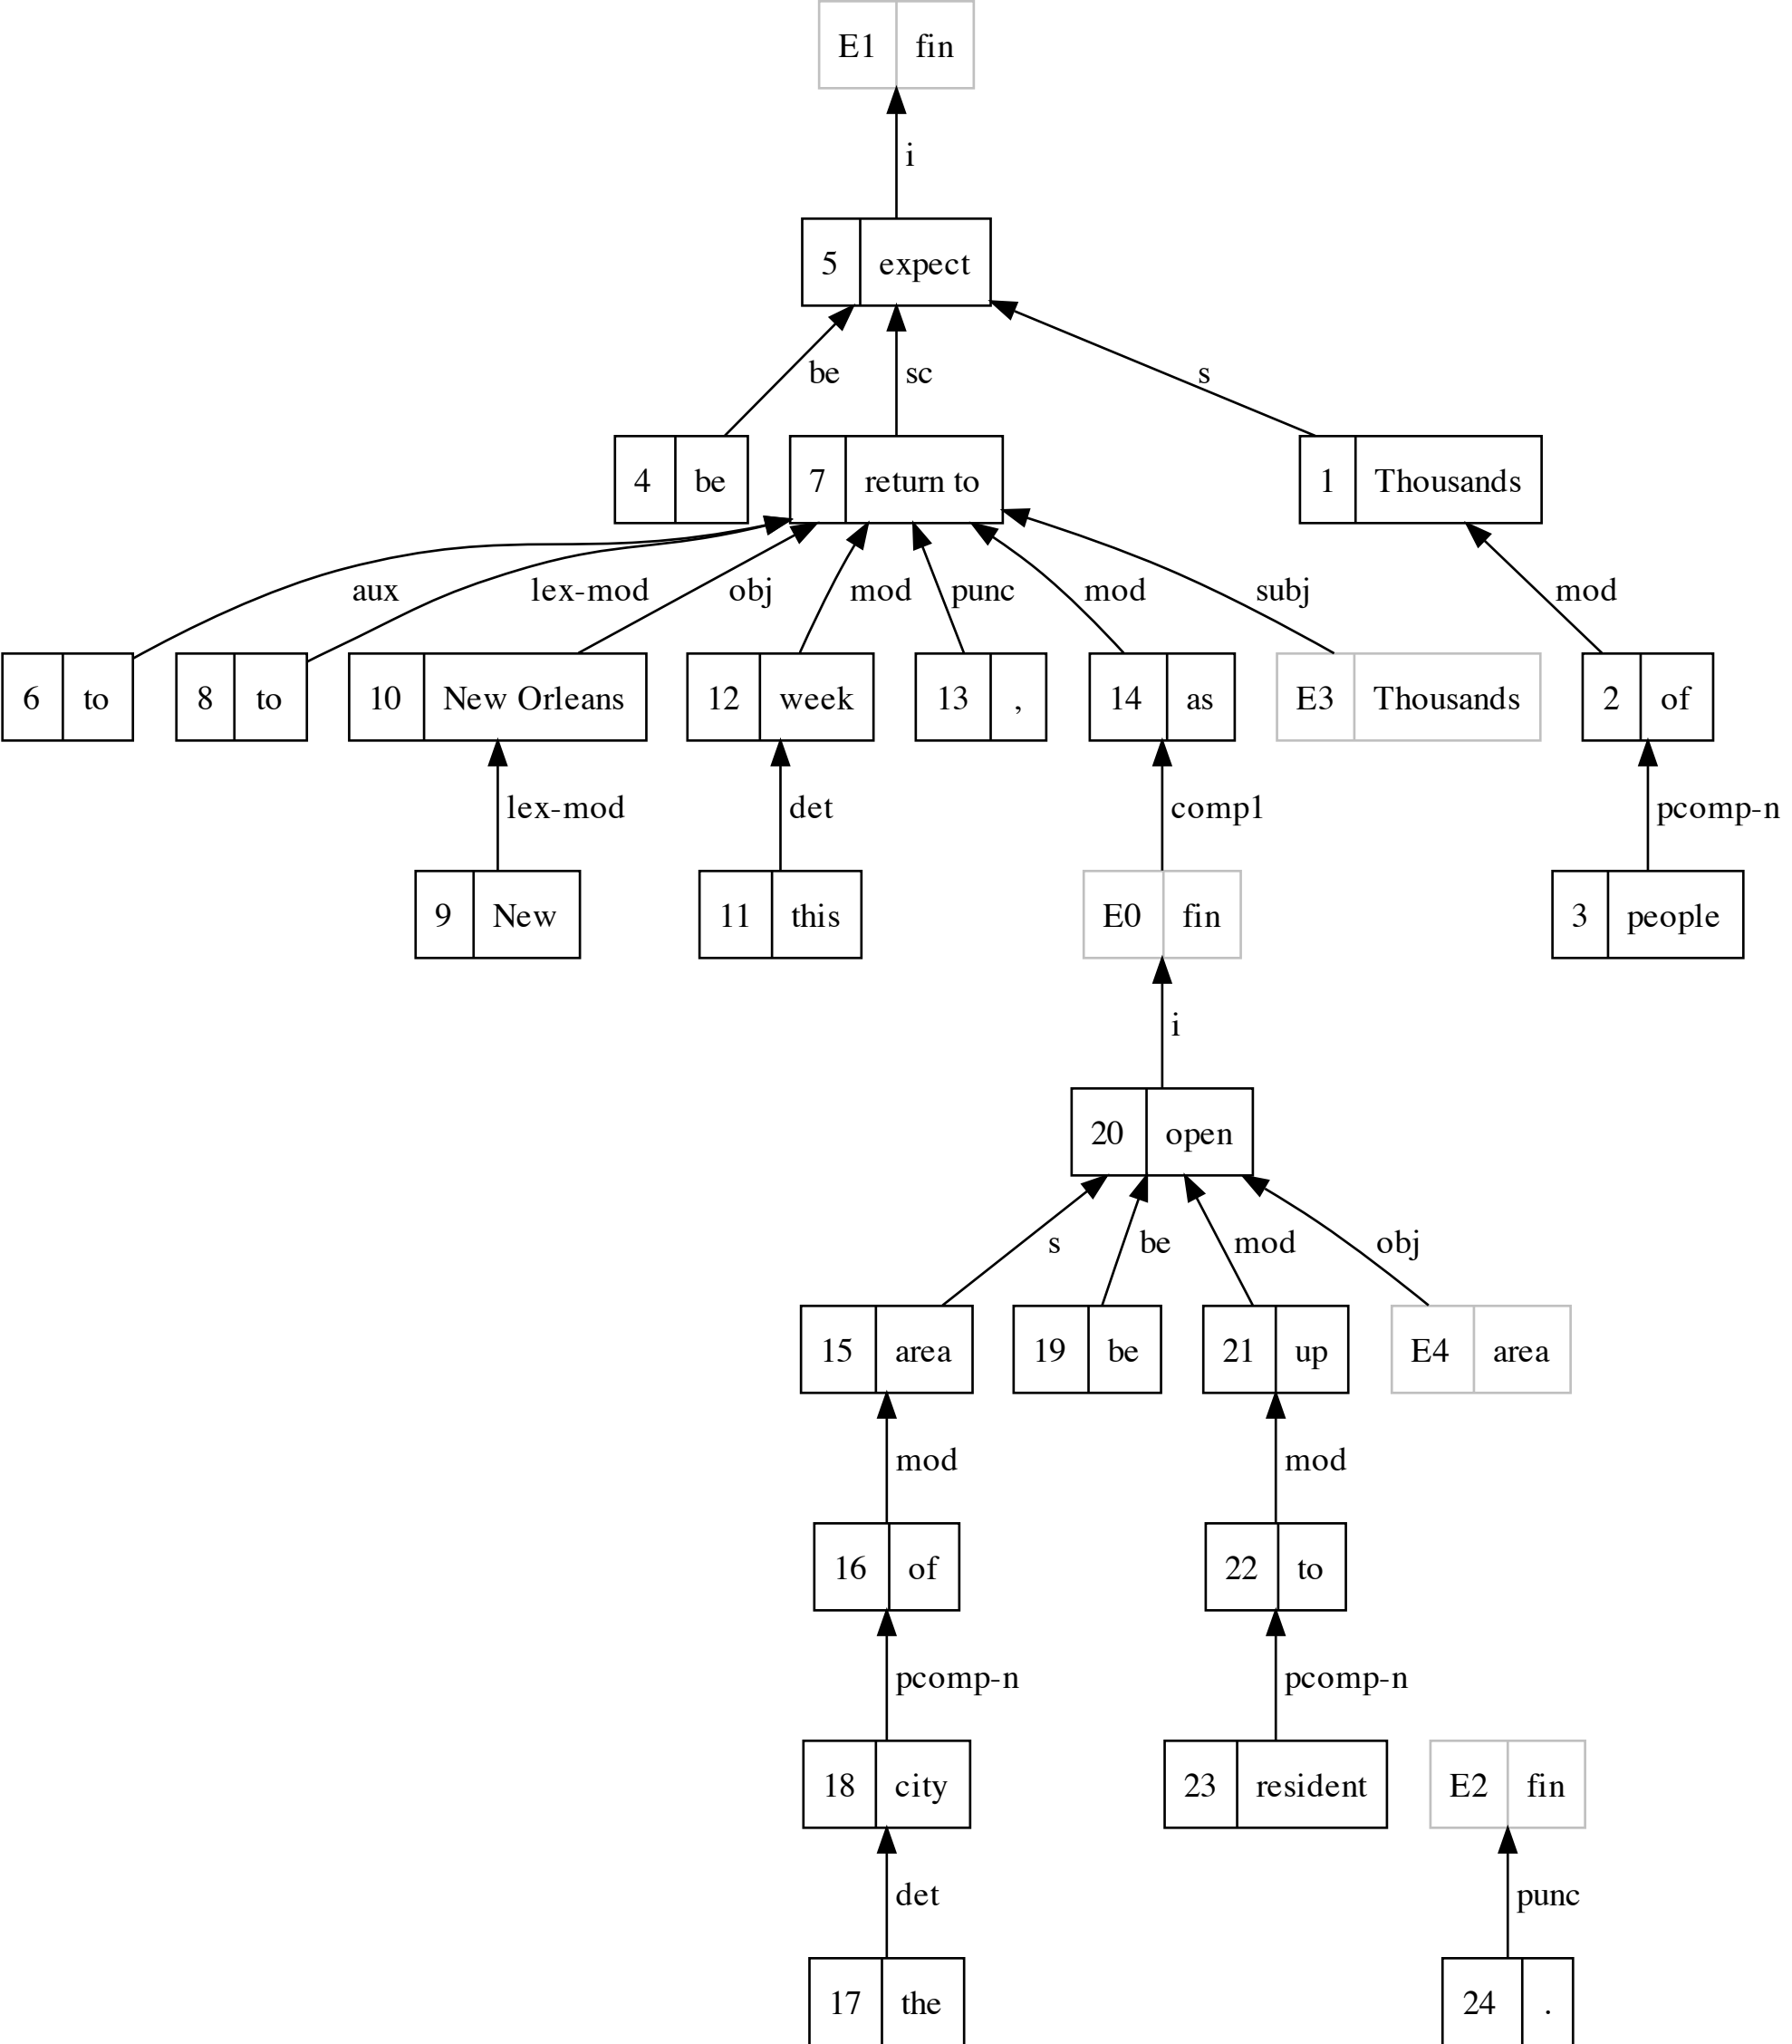 E1 fin
i
5 expect
be sc s
4 be 7 return to 1 Thousands
aux lex-mod obj mod punc mod subj mod
6 to 8 to 10 New Orleans 12 week 13 , 14 as E3 Thousands 2 of
lex-mod det comp1 pcomp-n
9 New 11 this E0 fin 3 people
i
20 open
s be mod obj
15 area 19 be 21 up E4 area
mod mod
16 of 22 to
pcomp-n pcomp-n
18 city 23 resident E2 fin
det punc
17 the 24 .